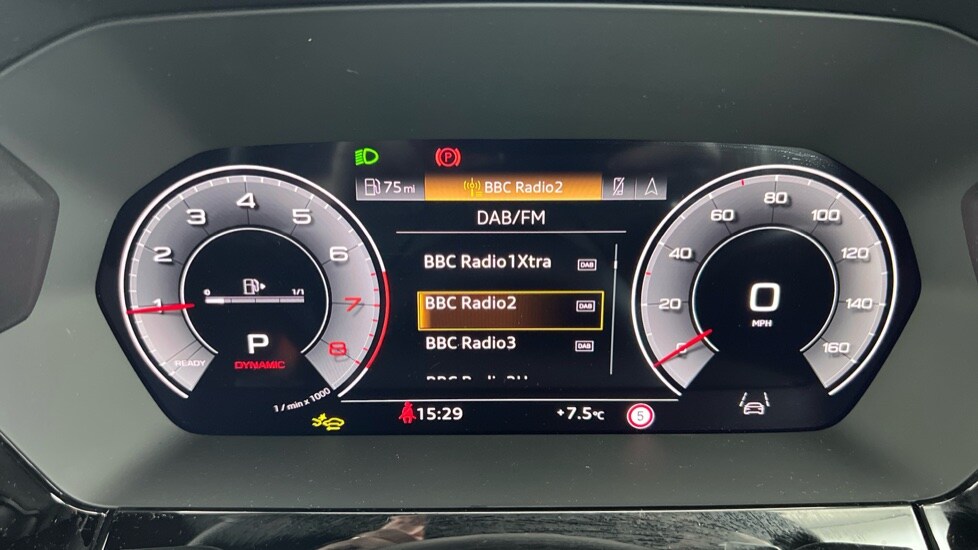 P
75 mi
BBC Radio2
DAB/FM
BBC Radio1Xtra DAB
BBC Radio2 DAB
BBC Radio3 DAB
READY
1
2
3
4
5
6
7
8
0 1/1
P
DYNAMIC
1 / min x 1000
0
20
40
60
80
100
120
140
160
0
MPH
15:29
+7.5°C
5